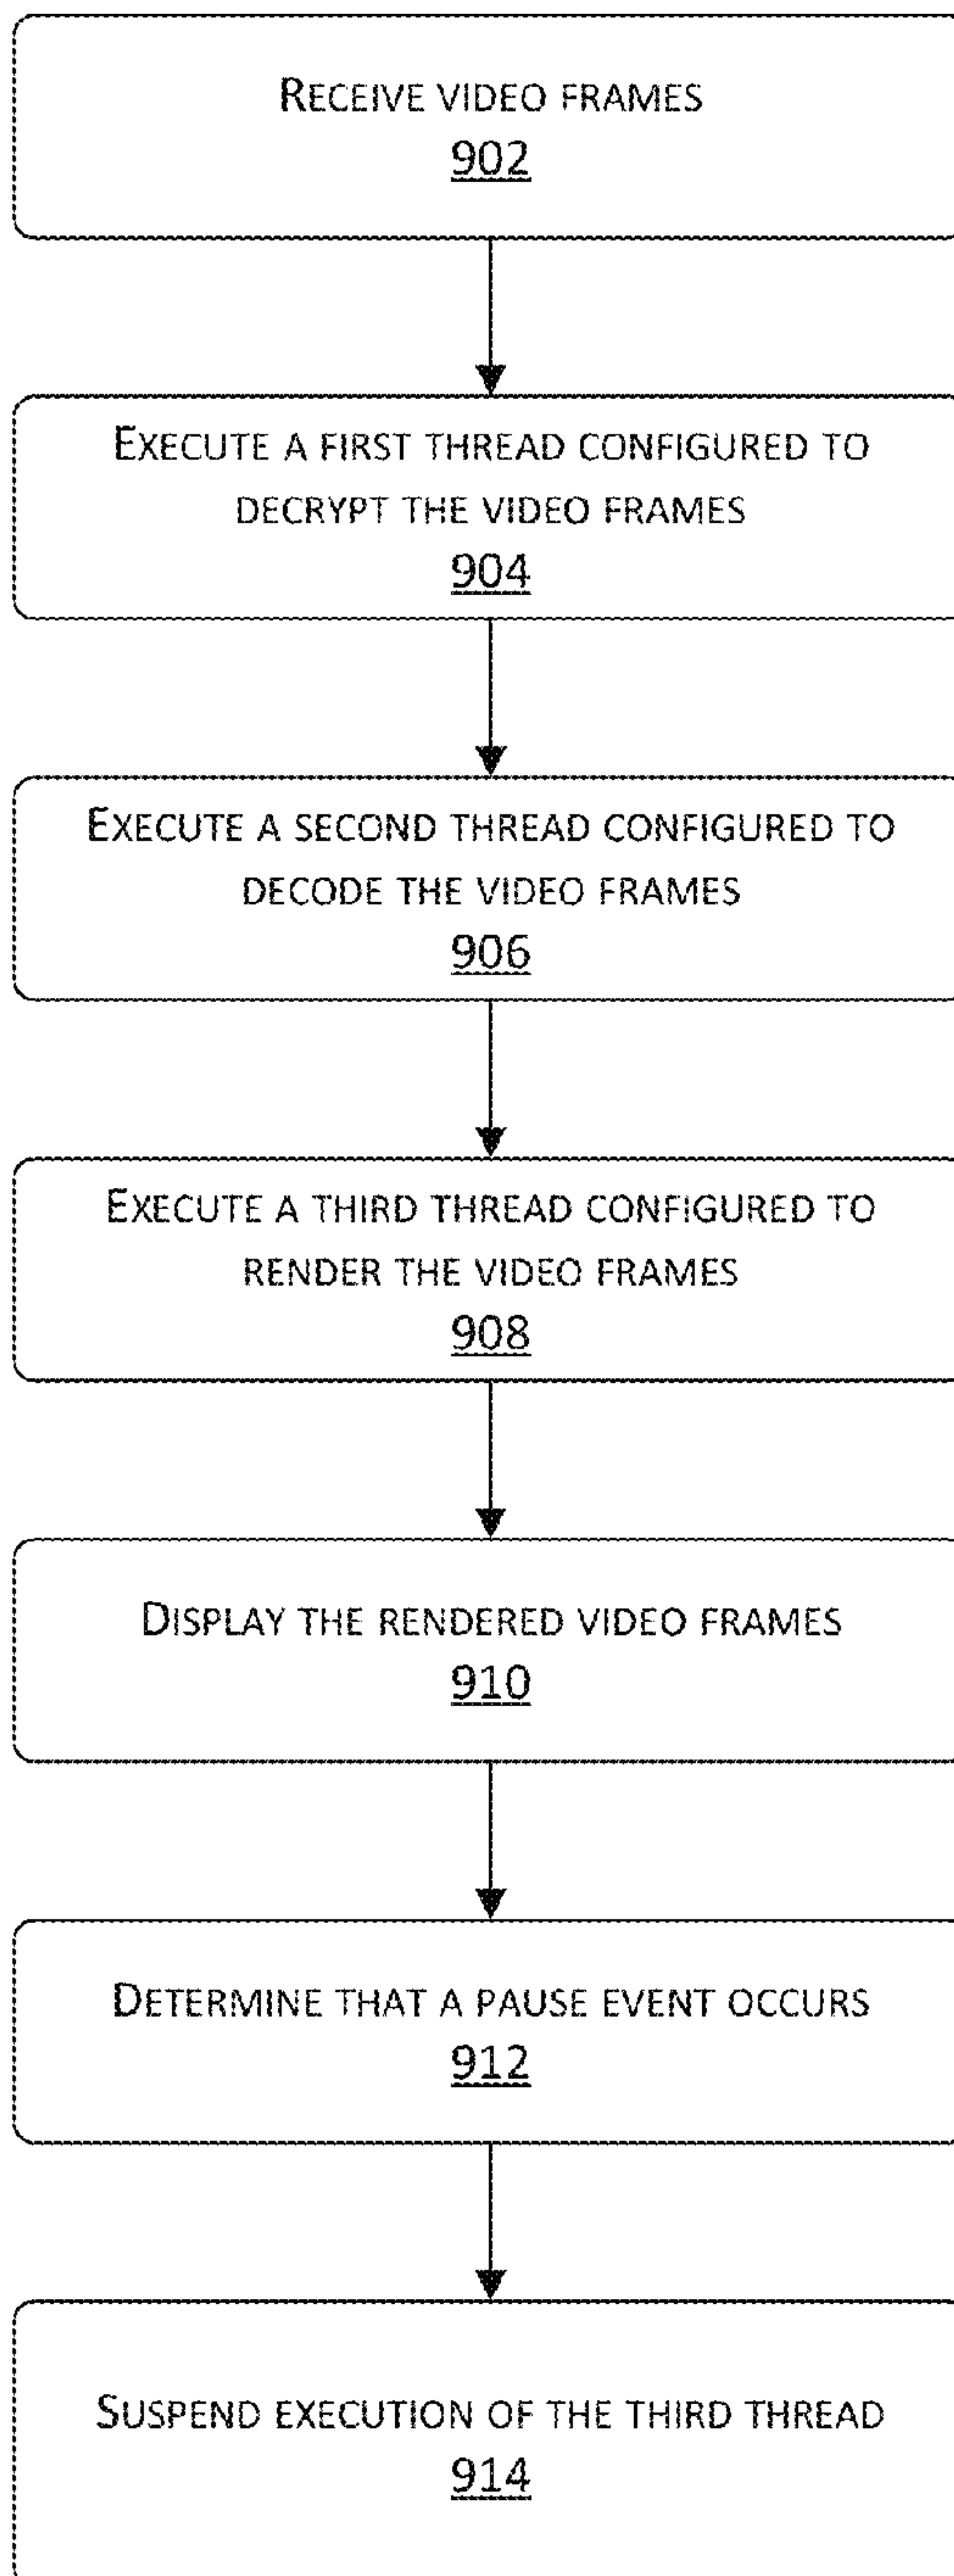 RECEIVE VIDEO FRAMES
902
EXECUTE A FIRST THREAD CONFIGURED TO
DECRYPT THE VIDEO FRAMES
904
EXECUTE A SECOND THREAD CONFIGURED TO
DECODE THE VIDEO FRAMES
906
EXECUTE A THIRD THREAD CONFIGURED TO
RENDER THE VIDEO FRAMES
908
DISPLAY THE RENDERED VIDEO FRAMES
910
DETERMINE THAT A PAUSE EVENT OCCURS
912
SUSPEND EXECUTION OF THE THIRD THREAD
914